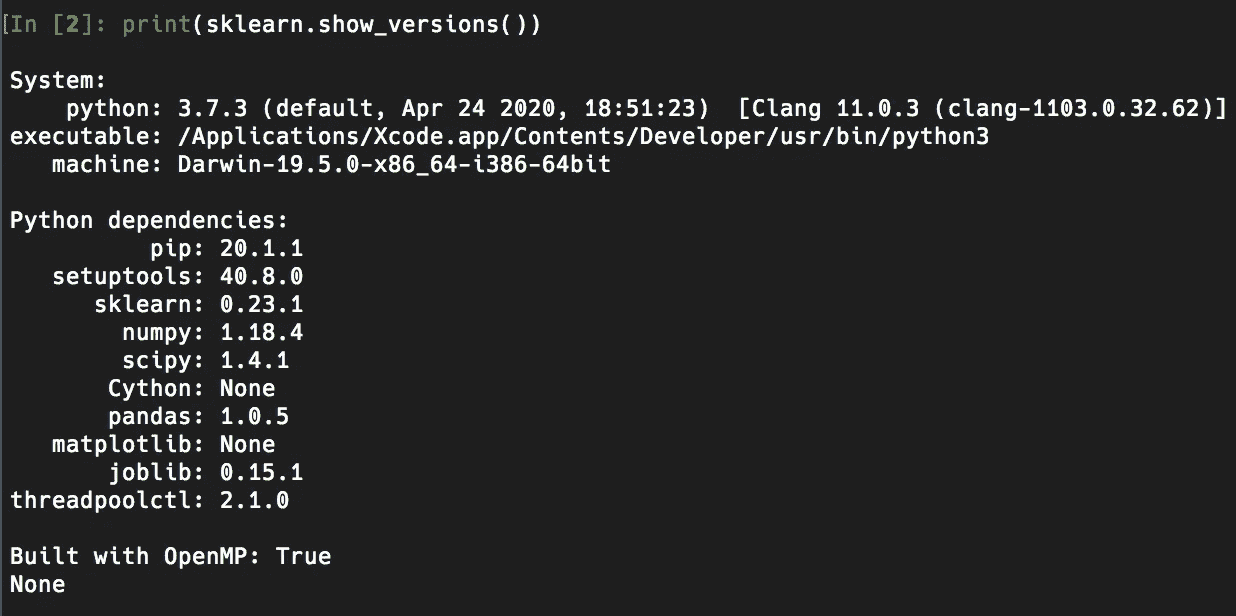 [In [2]: print(sklearn.show_versions())
System:
python: 3.7.3 (default, Apr 24 2020, 18:51:23)  [Clang 11.0.3 (clang-1103.0.32.62)]
executable: /Applications/Xcode.app/Contents/Developer/usr/bin/python3
machine: Darwin-19.5.0-x86_64-i386-64bit
Python dependencies:
pip: 20.1.1
setuptools: 40.8.0
sklearn: 0.23.1
numpy: 1.18.4
scipy: 1.4.1
Cython: None
pandas: 1.0.5
matplotlib: None
joblib: 0.15.1
threadpoolctl: 2.1.0
Built with OpenMP: True
None